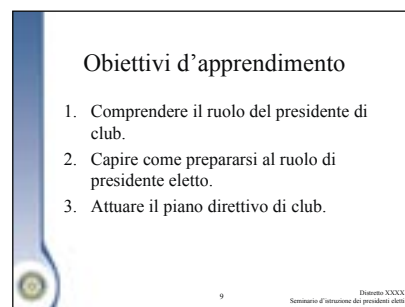 Obiettivi d'apprendimento
1. Comprendere il ruolo del presidente di
club.
2. Capire come prepararsi al ruolo di
presidente eletto.
3. Attuare il piano direttivo di club.
9
Distretto XXXX
Seminario d'istruzione dei presidenti eletti